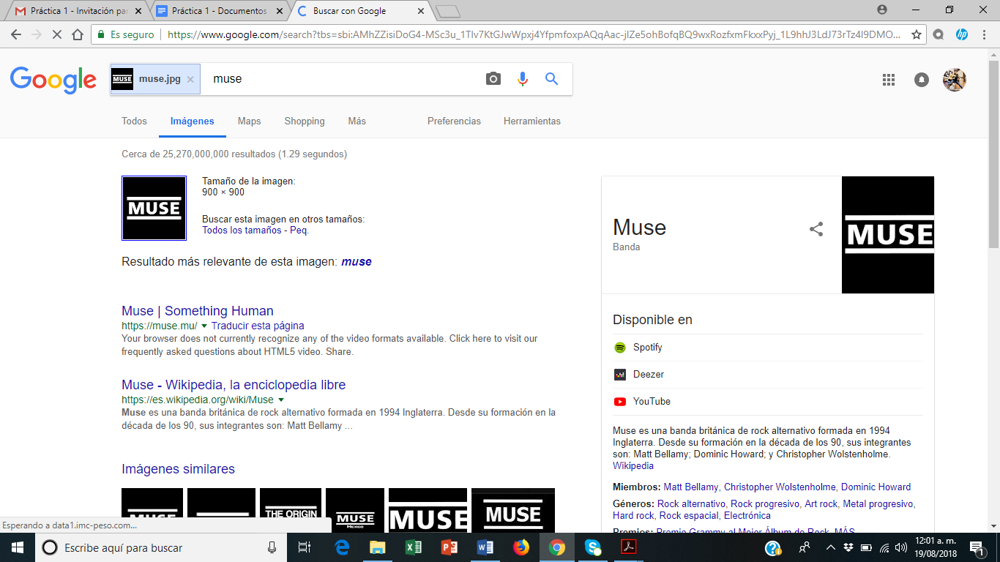 Práctica 1 - Invitación par
Práctica 1 - Documentos
Buscar con Google
Es seguro
https://www.google.com/search?tbs=sbi:AMhZZisiDoG4-MSc3u_1TIv7KtGJwWpxj4YfpmfoxpAQqAac-jIZe5ohBofqBQ9wxRozfxmFkxxPyj_1L9hhJ3LdJ73rTz4I9DMO...
Google
MUSE
muse.jpg
muse
Todos
Imágenes
Maps
Shopping
Más
Preferencias
Herramientas
Cerca de 25,270,000,000 resultados (1.29 segundos)
MUSE
Tamaño de la imagen:
900 × 900
Buscar esta imagen en otros tamaños:
Todos los tamaños - Peq.
Resultado más relevante de esta imagen: muse
Muse | Something Human
https://muse.mu/ Traducir esta página
Your browser does not currently recognize any of the video formats available. Click here to visit our
frequently asked questions about HTML5 video. Share.
Muse - Wikipedia, la enciclopedia libre
https://es.wikipedia.org/wiki/Muse
Muse es una banda británica de rock alternativo formada en 1994 Inglaterra. Desde su formación en la
década de los 90, sus integrantes son: Matt Bellamy ...
Imágenes similares
THE ORIGIN
MUSE
MEXICO
MUSE
MUSE
Muse
Banda
MUSE
Disponible en
Spotify
Deezer
YouTube
Muse es una banda británica de rock alternativo formada en 1994
Inglaterra. Desde su formación en la década de los 90, sus integrantes
son: Matt Bellamy; Dominic Howard; y Christopher Wolstenholme.
Wikipedia
Miembros: Matt Bellamy, Christopher Wolstenholme, Dominic Howard
Géneros: Rock alternativo, Rock progresivo, Art rock, Metal progresivo,
Hard rock, Rock espacial, Electrónica
Premios: Premio Grammy al Mejor Álbum de Rock, MÁS
Esperando a data1.imc-peso.com...
Escribe aquí para buscar
12:01 a. m.
19/08/2018
1